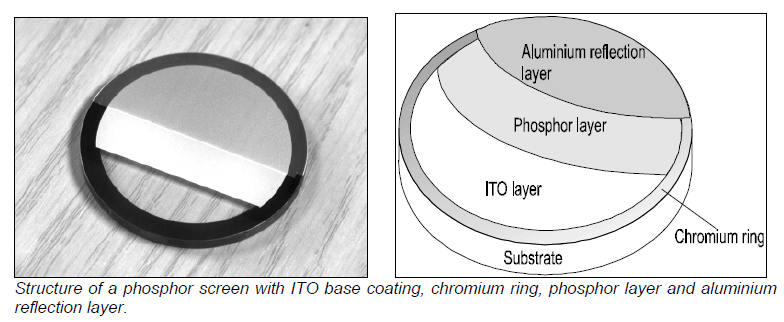 Aluminium reflection
layer
Phosphor layer
ITO layer
Chromium ring
Substrate
Structure of a phosphor screen with ITO base coating, chromium ring, phosphor layer and aluminium
reflection layer.